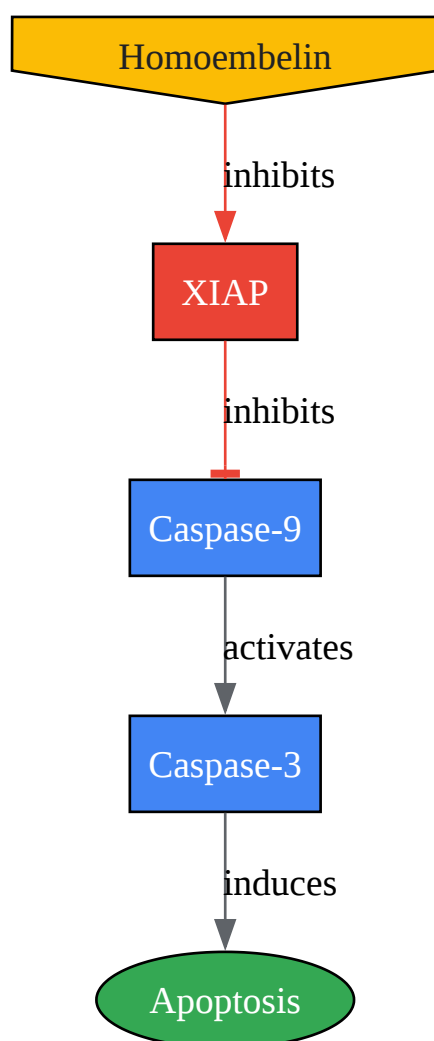 Homoembelin
inhibits
XIAP
inhibits
Caspase-9
activates
Caspase-3
induces
Apoptosis